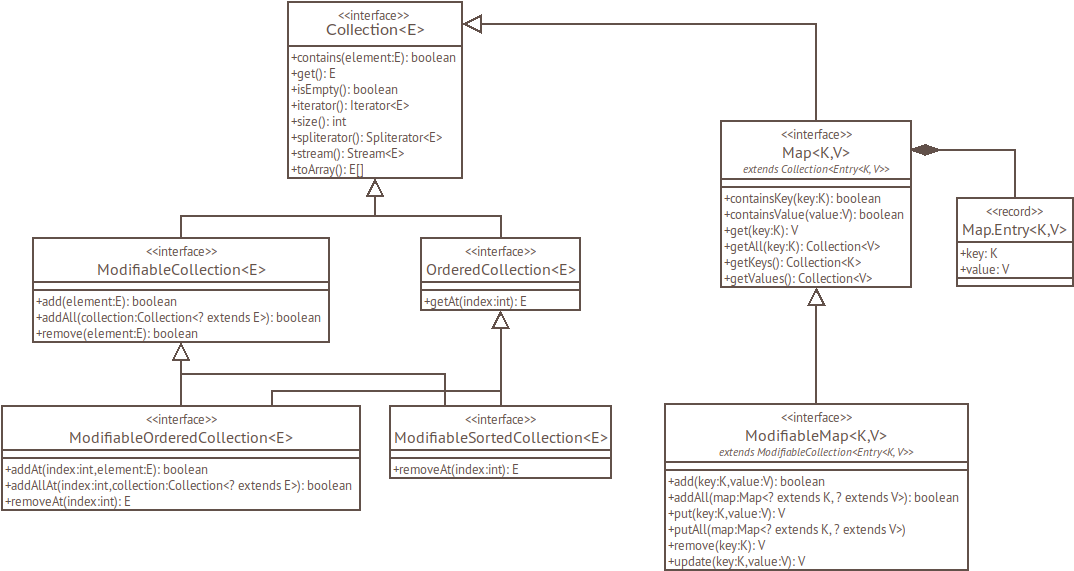 <<interface>>
Collection<E>
+contains(element:E): boolean
+get(): E
+isEmpty(): boolean
+iterator(): Iterator<E>
+size(): int
+spliterator(): Spliterator<E>
+stream(): Stream<E>
+toArray(): E[]
<<interface>>
Map<K,V>
extends Collection<Entry<K, V>>
+containsKey(key:K): boolean
+containsValue(value:V): boolean
+get(key:K): V
+getAll(key:K): Collection<V>
+getKeys(): Collection<K>
+getValues(): Collection<V>
<<record>>
Map.Entry<K,V>
+key: K
+value: V
<<interface>>
ModifiableCollection<E>
+add(element:E): boolean
+addAll(collection:Collection<? extends E>): boolean
+remove(element:E): boolean
<<interface>>
OrderedCollection<E>
+getAt(index:int): E
<<interface>>
ModifiableOrderedCollection<E>
+addAt(index:int,element:E): boolean
+addAllAt(index:int,collection:Collection<? extends E>): boolean
+removeAt(index:int): E
<<interface>>
ModifiableSortedCollection<E>
+removeAt(index:int): E
<<interface>>
ModifiableMap<K,V>
extends ModifiableCollection<Entry<K, V>>
+add(key:K,value:V): boolean
+addAll(map:Map<? extends K, ? extends V>): boolean
+put(key:K,value:V): V
+putAll(map:Map<? extends K, ? extends V>)
+remove(key:K): V
+update(key:K,value:V): V